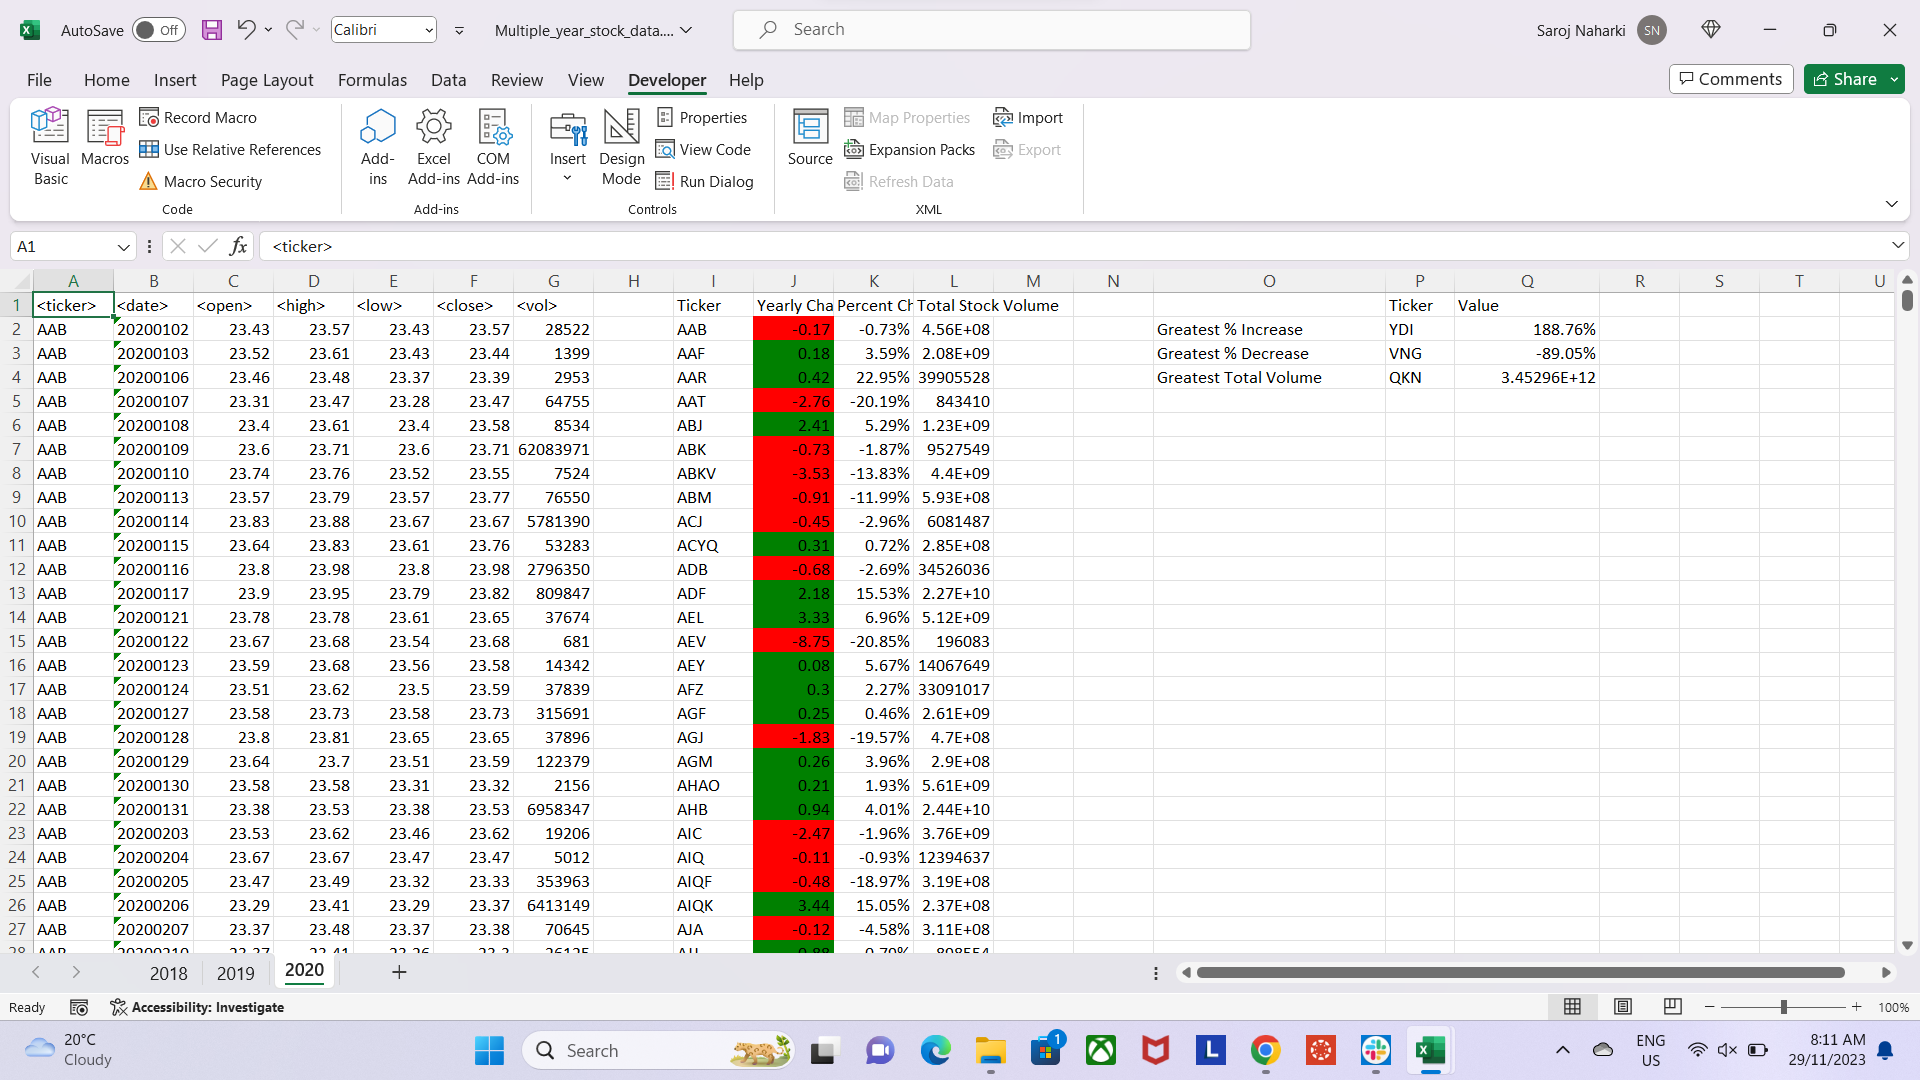 AutoSave Off Calibri Multiple_year_stock_data.... Search Saroj Naharki SN
File Home Insert Page Layout Formulas Data Review View Developer Help Comments Share
Visual Basic
Macros
Record Macro
Use Relative References
Macro Security
Code
Add-ins
Excel Add-ins
COM Add-ins
Add-ins
Insert
Design Mode
Properties
View Code
Run Dialog
Controls
Source
Map Properties
Expansion Packs
Refresh Data
Import
Export
XML
A1 fx <ticker>
A B C D E F G H I J K L M N O P Q R S T U
1 <ticker> <date> <open> <high> <low> <close> <vol> Ticker Yearly Cha Percent Ch Total Stock Volume Ticker Value
2 AAB 20200102 23.43 23.57 23.43 23.57 28522 AAB -0.17 -0.73% 4.56E+08 Greatest % Increase YDI 188.76%
3 AAB 20200103 23.52 23.61 23.43 23.44 1399 AAF 0.18 3.59% 2.08E+09 Greatest % Decrease VNG -89.05%
4 AAB 20200106 23.46 23.48 23.37 23.39 2953 AAR 0.42 22.95% 39905528 Greatest Total Volume QKN 3.45296E+12
5 AAB 20200107 23.31 23.47 23.28 23.47 64755 AAT -2.76 -20.19% 843410
6 AAB 20200108 23.4 23.61 23.4 23.58 8534 ABJ 2.41 5.29% 1.23E+09
7 AAB 20200109 23.6 23.71 23.6 23.71 62083971 ABK -0.73 -1.87% 9527549
8 AAB 20200110 23.74 23.76 23.52 23.55 7524 ABKV -3.53 -13.83% 4.4E+09
9 AAB 20200113 23.57 23.79 23.57 23.77 76550 ABM -0.91 -11.99% 5.93E+08
10 AAB 20200114 23.83 23.88 23.67 23.67 5781390 ACJ -0.45 -2.96% 6081487
11 AAB 20200115 23.64 23.83 23.61 23.76 53283 ACYQ 0.31 0.72% 2.85E+08
12 AAB 20200116 23.8 23.98 23.8 23.98 2796350 ADB -0.68 -2.69% 34526036
13 AAB 20200117 23.9 23.95 23.79 23.82 809847 ADF 2.18 15.53% 2.27E+10
14 AAB 20200121 23.78 23.78 23.61 23.65 37674 AEL 3.33 6.96% 5.12E+09
15 AAB 20200122 23.67 23.68 23.54 23.68 681 AEV -8.75 -20.85% 196083
16 AAB 20200123 23.59 23.68 23.56 23.58 14342 AEY 0.08 5.67% 14067649
17 AAB 20200124 23.51 23.62 23.5 23.59 37839 AFZ 0.3 2.27% 33091017
18 AAB 20200127 23.58 23.73 23.58 23.73 315691 AGF 0.25 0.46% 2.61E+09
19 AAB 20200128 23.8 23.81 23.65 23.65 37896 AGJ -1.83 -19.57% 4.7E+08
20 AAB 20200129 23.64 23.7 23.51 23.59 122379 AGM 0.26 3.96% 2.9E+08
21 AAB 20200130 23.58 23.58 23.31 23.32 2156 AHAO 0.21 1.93% 5.61E+09
22 AAB 20200131 23.38 23.53 23.38 23.53 6958347 AHB 0.94 4.01% 2.44E+10
23 AAB 20200203 23.53 23.62 23.46 23.62 19206 AIC -2.47 -1.96% 3.76E+09
24 AAB 20200204 23.67 23.67 23.47 23.47 5012 AIQ -0.11 -0.93% 12394637
25 AAB 20200205 23.47 23.49 23.32 23.33 353963 AIQF -0.48 -18.97% 3.19E+08
26 AAB 20200206 23.29 23.41 23.29 23.37 6413149 AIQK 3.44 15.05% 2.37E+08
27 AAB 20200207 23.37 23.48 23.37 23.38 70645 AJA -0.12 -4.58% 3.11E+08
28 AAB 20200210
2018 2019 2020
Ready Accessibility: Investigate 100%
20°C
Cloudy
Search
1
L
ENG
US
8:11 AM
29/11/2023